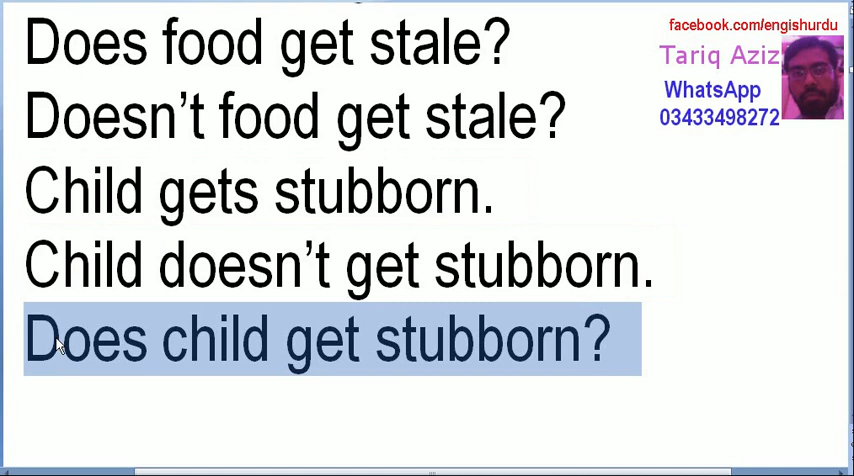 Does food get stale?
Doesn’t food get stale?
Child gets stubborn.
Child doesn’t get stubborn.
Does child get stubborn?
facebook.com/engishurdu
Tariq Aziz
WhatsApp
03433498272